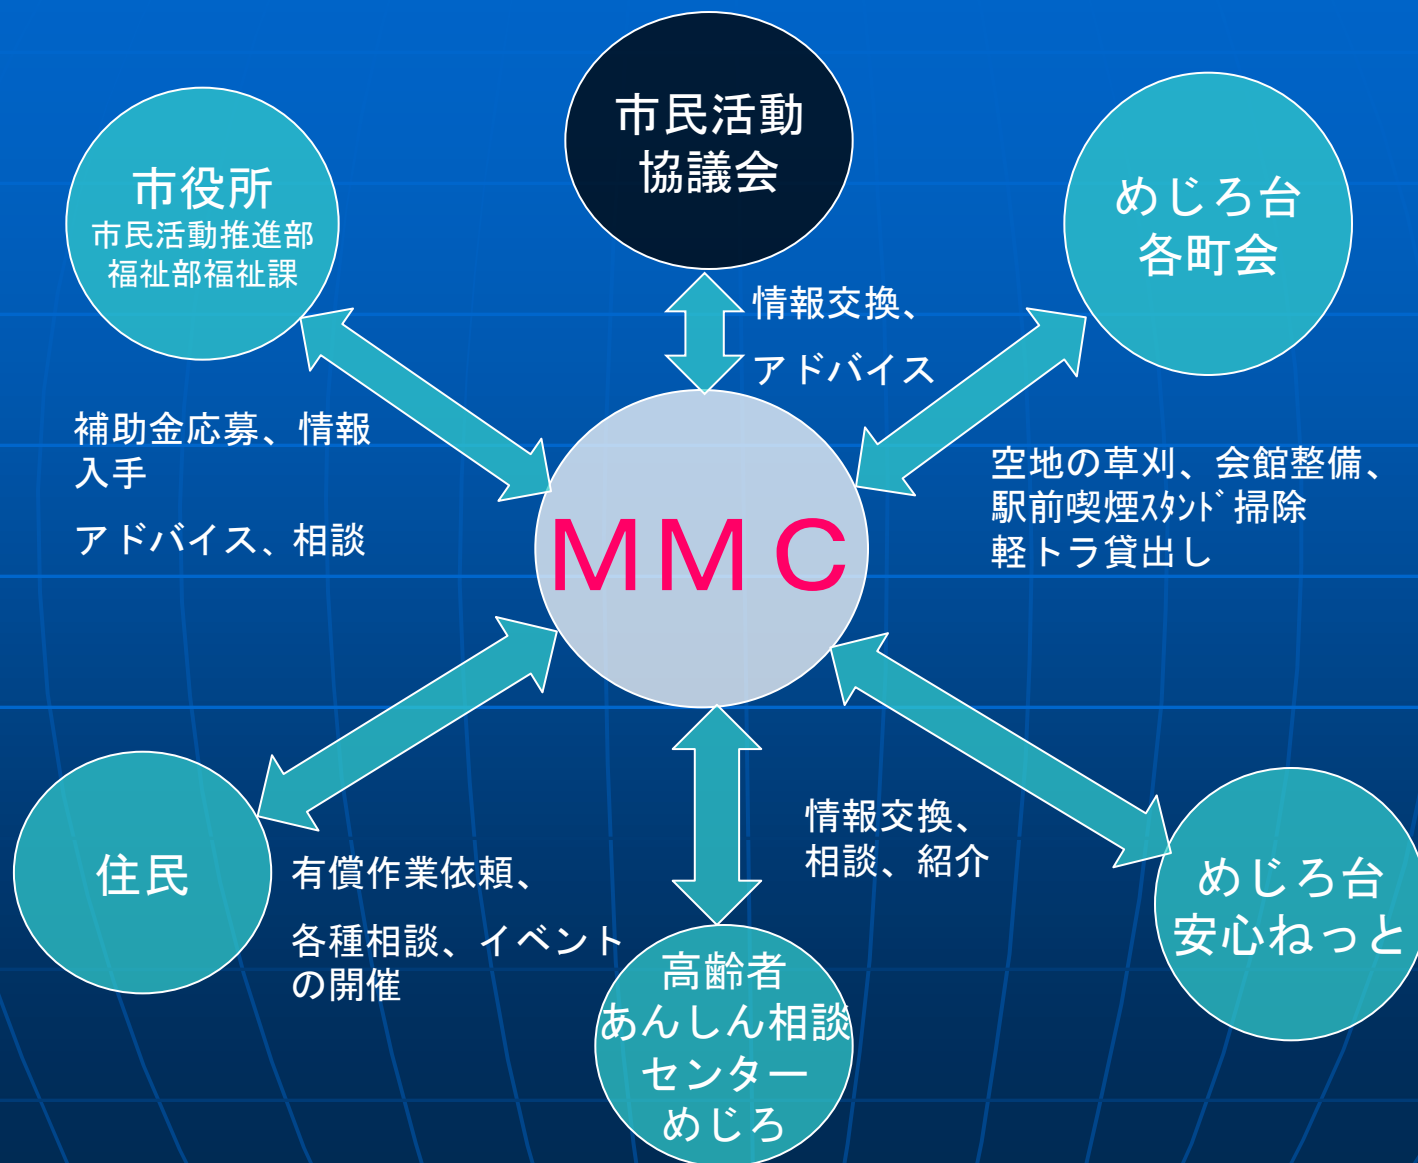 市民活動
協議会
市役所
市民活動推進部
福祉部福祉課
めじろ台
各町会
情報交換、
アドバイス
補助金応募、情報
入手
アドバイス、相談
空地の草刈、会館整備、
駅前喫煙ｽﾀﾝﾄﾞ掃除
軽トラ貸出し
ＭＭＣ
情報交換、
相談、紹介
住民
有償作業依頼、
各種相談、イベント
の開催
めじろ台
安心ねっと
高齢者
あんしん相談
センター
めじろ